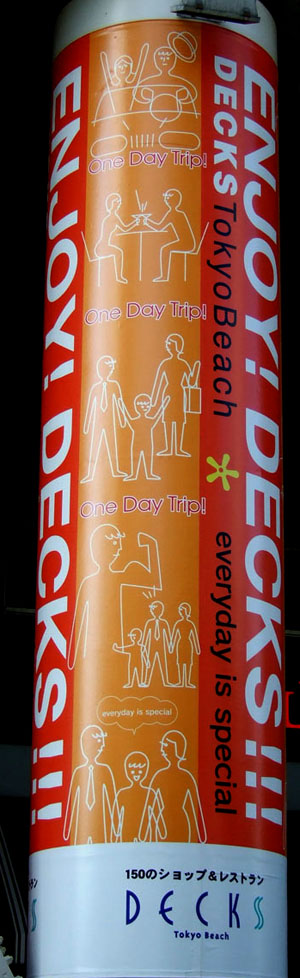 ENJOY! DECKS!!!
One Day Trip!
One Day Trip!
One Day Trip!
everyday is special
DECKS Tokyo Beach * everyday is special
ENJOY! DECKS!!!
150のショップ&レストラン
DECKS
Tokyo Beach
ラン
S